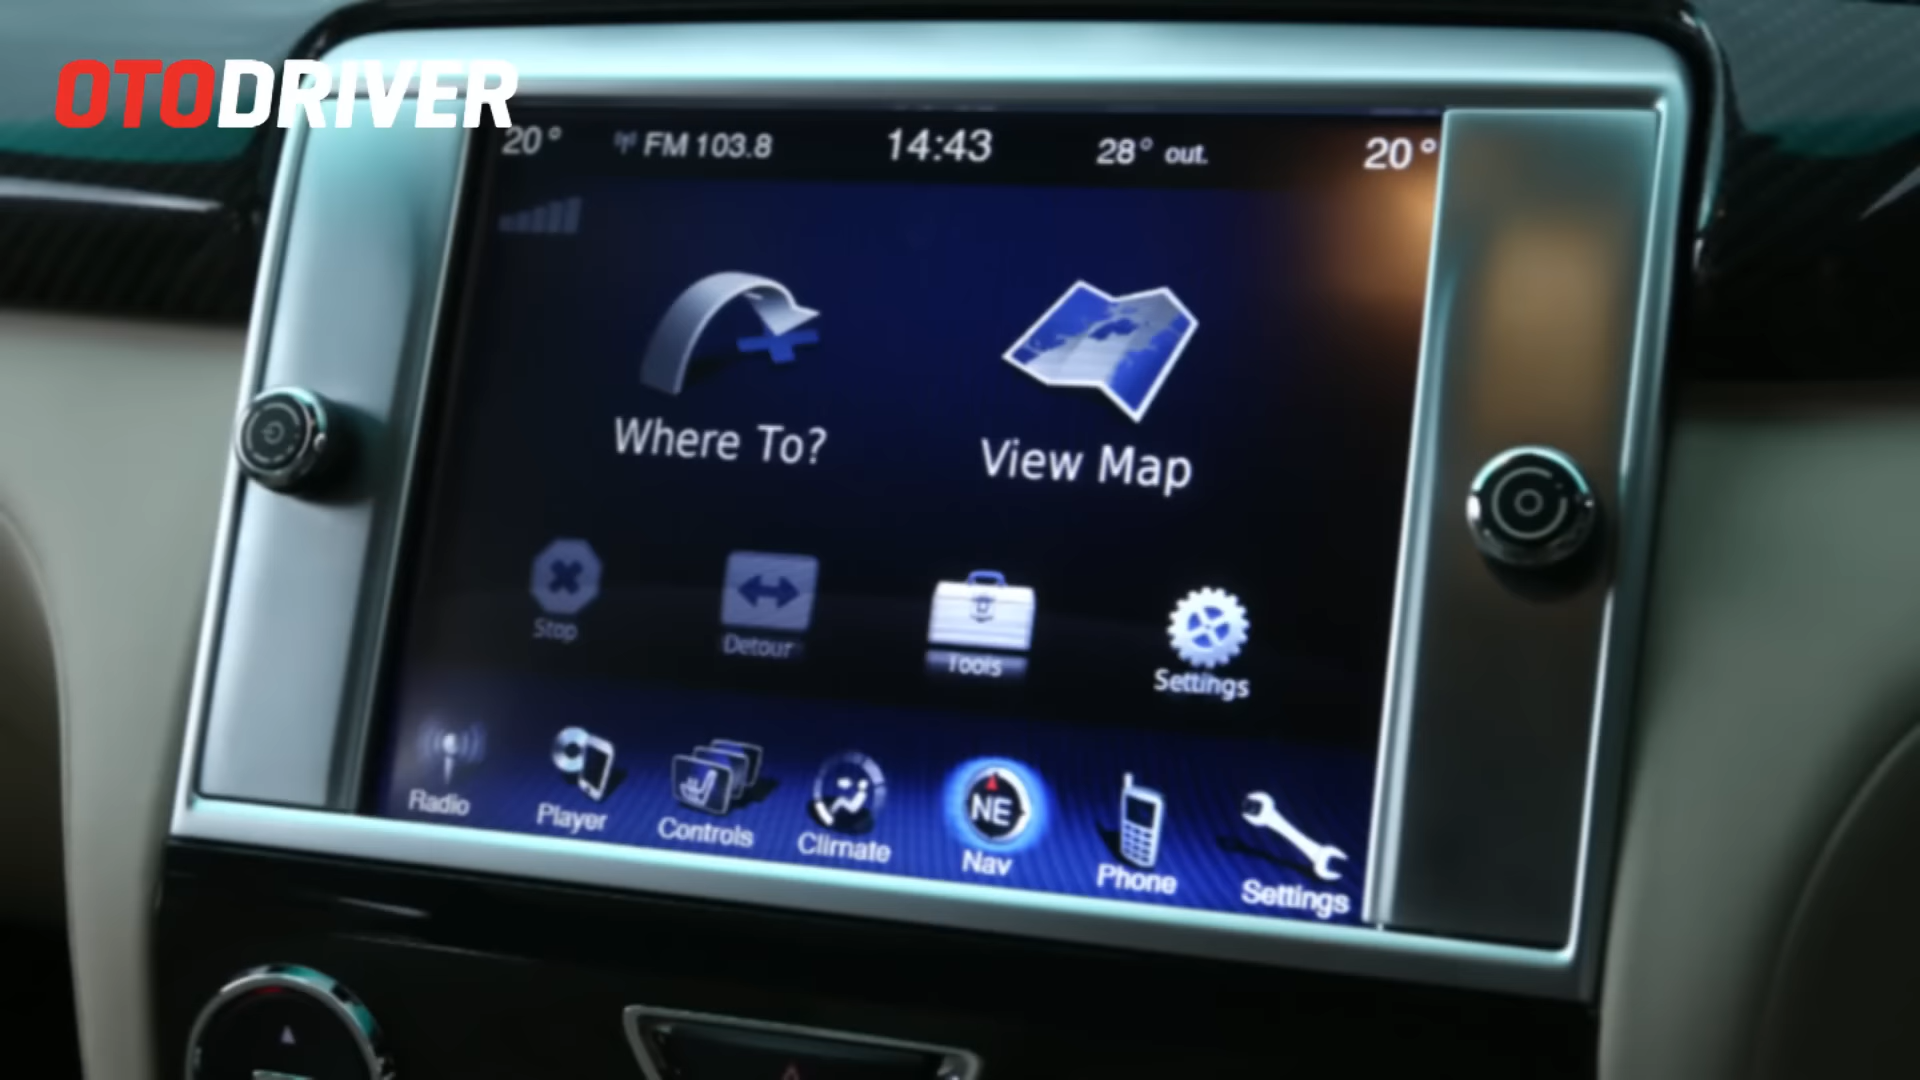 OTODRIVER
20° FM 103.8 14:43 28° out. 20°
Where To? View Map
Stop Detour Tools Settings
NE
Radio Player Controls Climate Nav Phone Settings